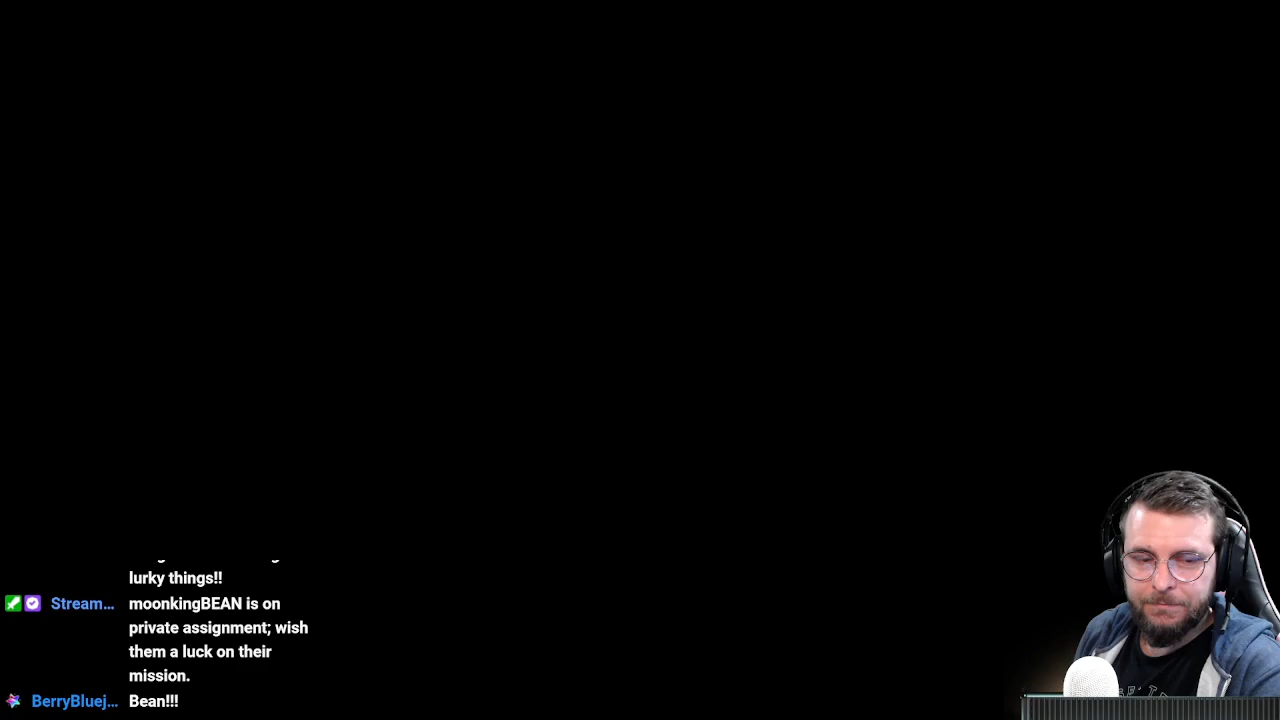 lurky things!!
Stream... moonkingBEAN is on
private assignment; wish
them a luck on their
mission.
BerryBluej... Bean!!!